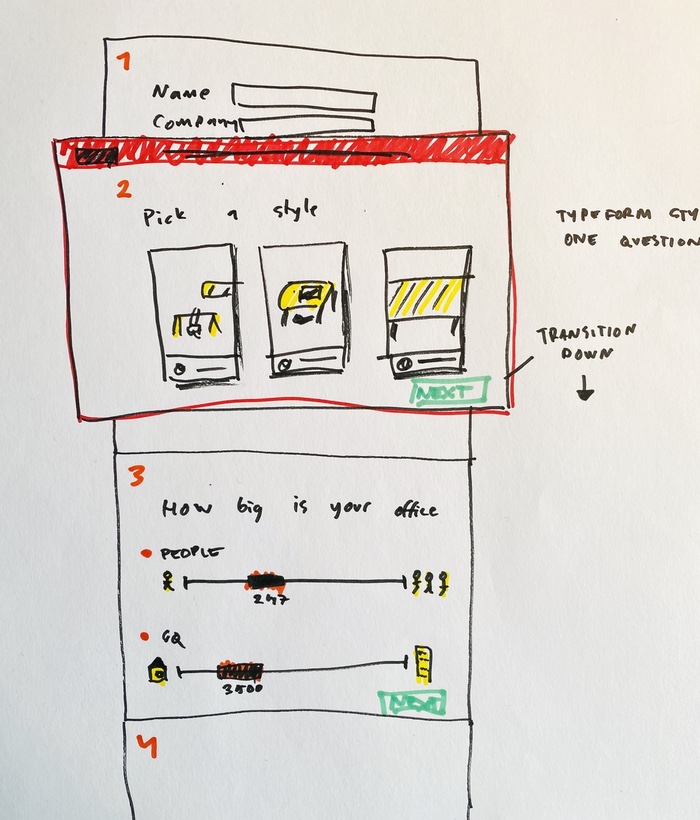 1
Name
Company
2
Pick a style
NEXT
TYPEFORM STY
ONE QUESTION
TRANSITION
DOWN
3
HOW big is your office
PEOPLE
247
SQ
3500
NEXT
4